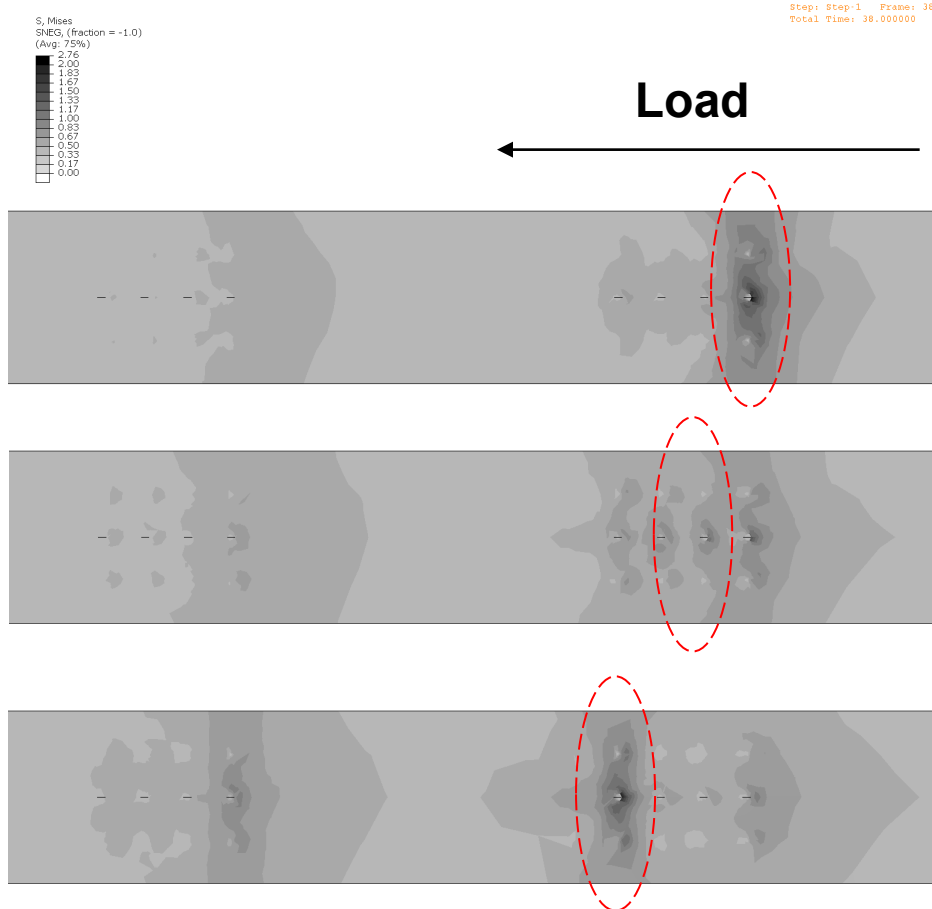 Step: Step-1 Frame: 38
Total Time: 38.000000
S, Mises
SNEG, (fraction = -1.0)
(Avg: 75%)
2.76
2.00
1.83
1.67
1.50
1.33
1.17
1.00
0.83
0.67
0.50
0.33
0.17
0.00
Load